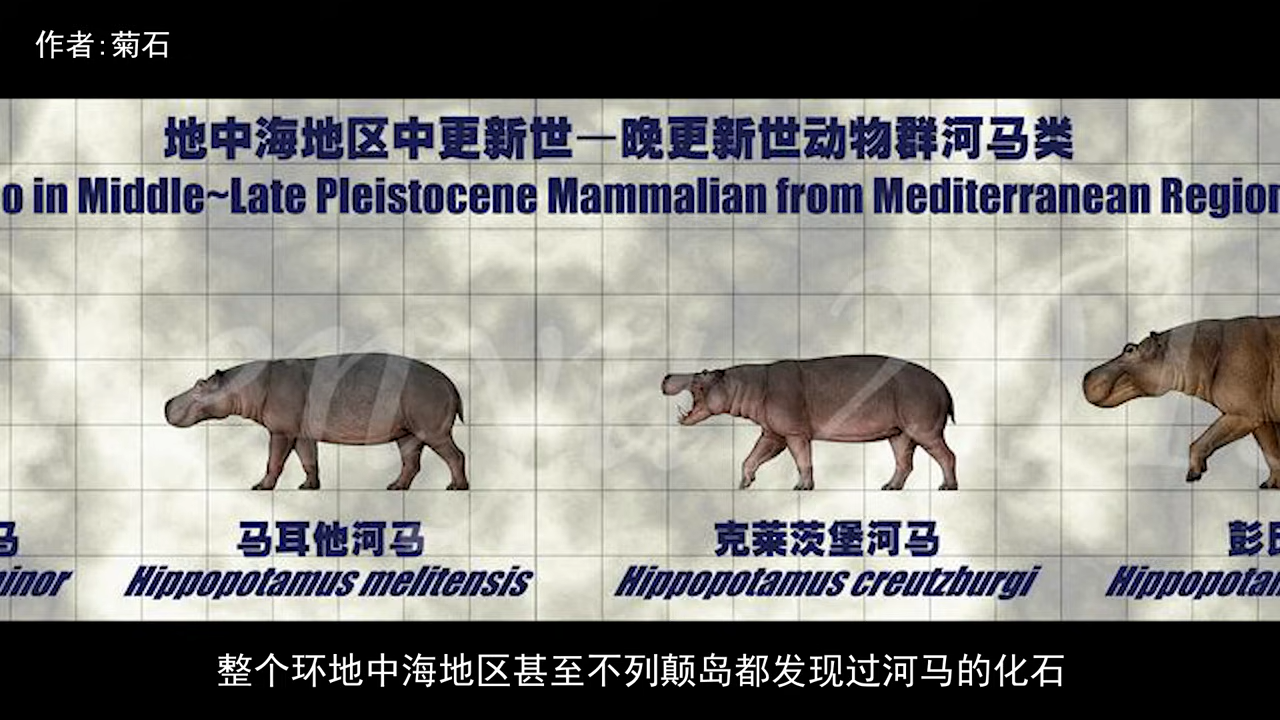 作者:菊石
地中海地区中更新世—晚更新世动物群河马类
o in Middle~Late Pleistocene Mammalian from Mediterranean Region
马耳他河马
克莱茨堡河马
Hippopotamus melitensis
Hippopotamus creutzburgi
整个环地中海地区甚至不列颠岛都发现过河马的化石